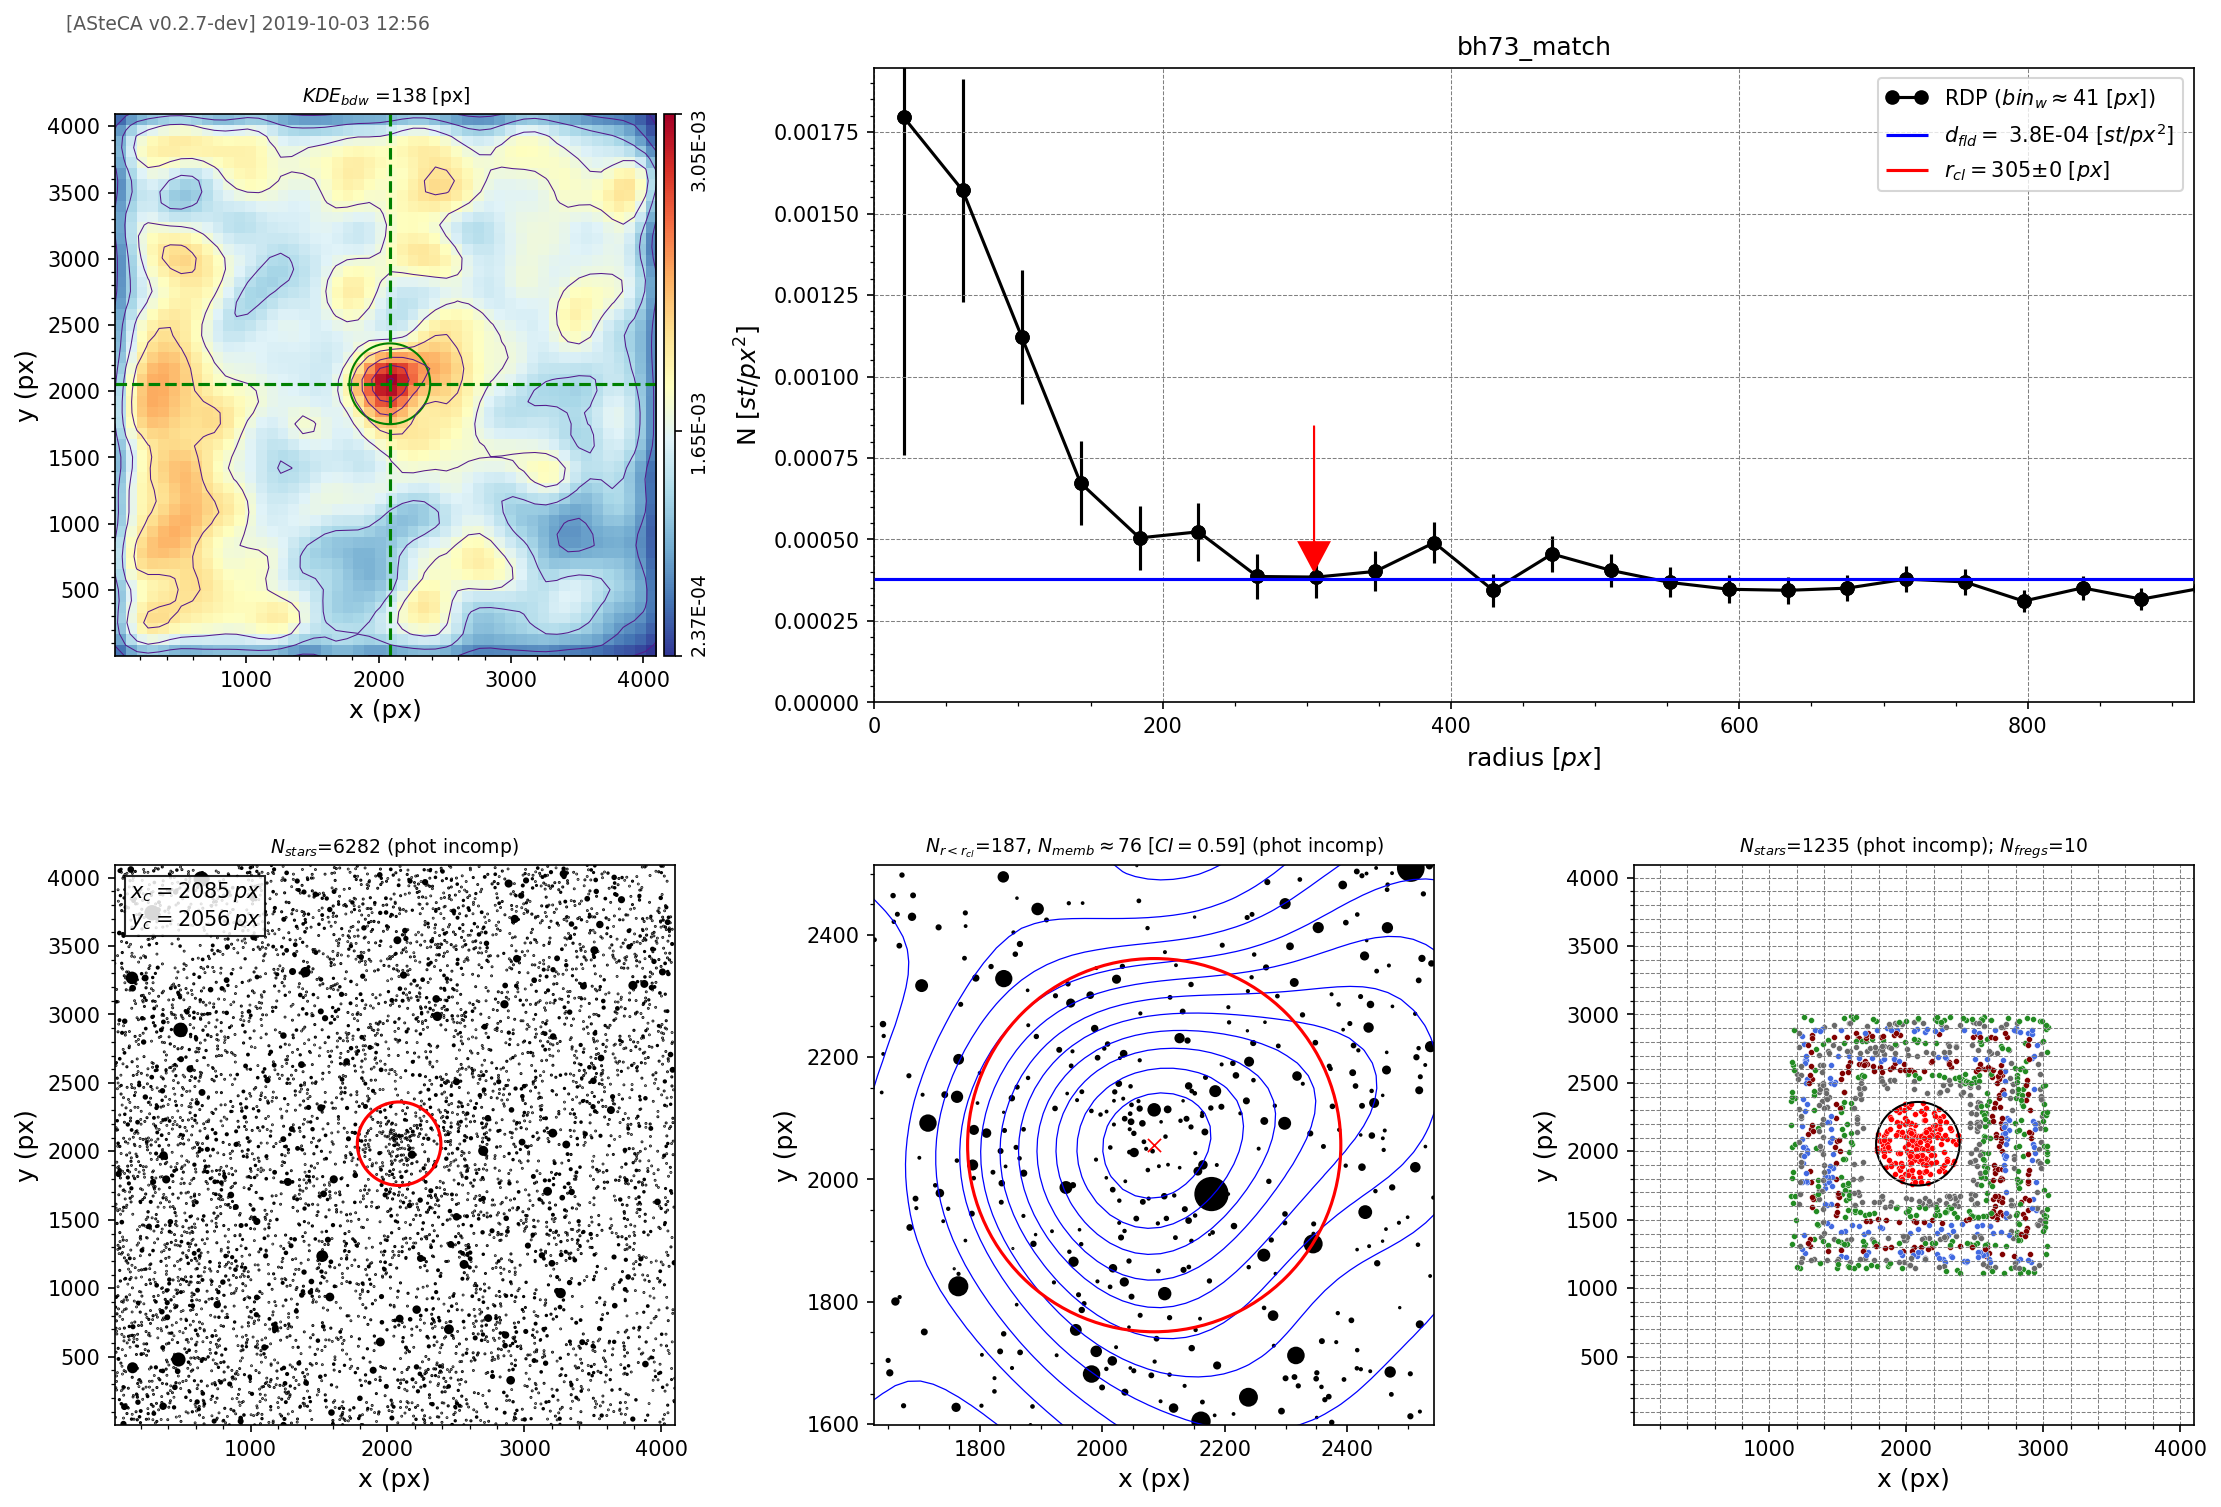 [ASteCA v0.2.7-dev] 2019-10-03 12:56
KDE_bdw =138 [px]
4000
3500
3000
2500
2000
1500
1000
500
y (px)
1000 2000 3000 4000
x (px)
3.05E-03
1.65E-03
2.37E-04
bh73_match
RDP (bin_w≈41 [px])
d_fld = 3.8E-04 [st/px²]
r_cl = 305±0 [px]
0.00175
0.00150
0.00125
0.00100
0.00075
0.00050
0.00025
0.00000
N [st/px²]
0 200 400 600 800
radius [px]
N_stars=6282 (phot incomp)
x_c = 2085 px
y_c = 2056 px
4000
3500
3000
2500
2000
1500
1000
500
y (px)
1000 2000 3000 4000
x (px)
N_r<r_cl=187, N_memb≈76 [CI = 0.59] (phot incomp)
2400
2200
2000
1800
1600
y (px)
1800 2000 2200 2400
x (px)
N_stars=1235 (phot incomp); N_fregs=10
4000
3500
3000
2500
2000
1500
1000
500
y (px)
1000 2000 3000 4000
x (px)